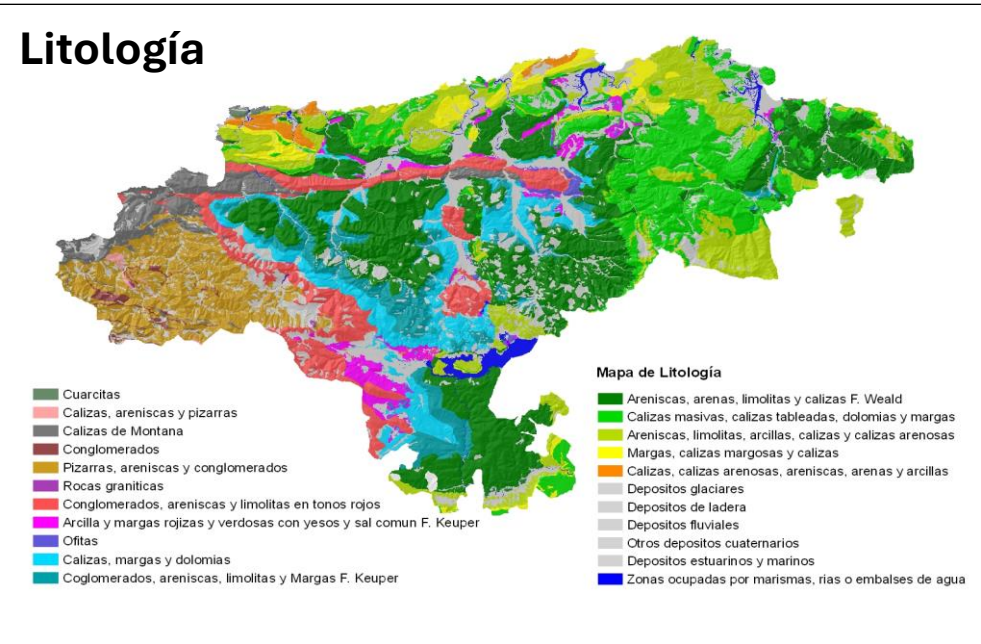 Litología
Cuarcitas
Calizas, areniscas y pizarras
Calizas de Montana
Conglomerados
Pizarras, areniscas y conglomerados
Rocas graniticas
Conglomerados, areniscas y limolitas en tonos rojos
Arcilla y margas rojizas y verdosas con yesos y sal comun F. Keuper
Ofitas
Calizas, margas y dolomias
Coglomerados, areniscas, limolitas y Margas F. Keuper
Mapa de Litología
Areniscas, arenas, limolitas y calizas F. Weald
Calizas masivas, calizas tableadas, dolomias y margas
Areniscas, limolitas, arcillas, calizas y calizas arenosas
Margas, calizas margosas y calizas
Calizas, calizas arenosas, areniscas, arenas y arcillas
Depositos glaciares
Depositos de ladera
Depositos fluviales
Otros depositos cuaternarios
Depositos estuarinos y marinos
Zonas ocupadas por marismas, rias o embalses de agua